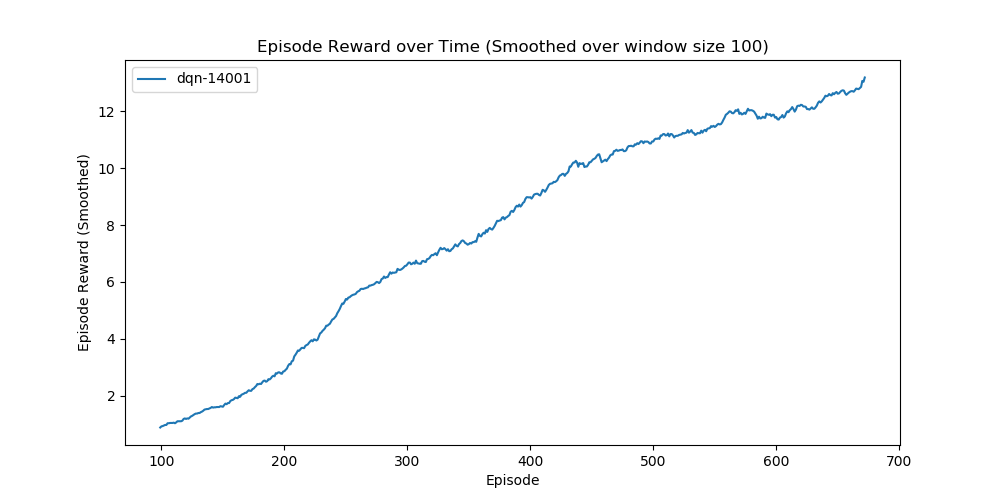 Episode Reward over Time (Smoothed over window size 100)
dqn-14001
Episode Reward (Smoothed)
12
10
8
6
4
2
100 200 300 400 500 600 700
Episode